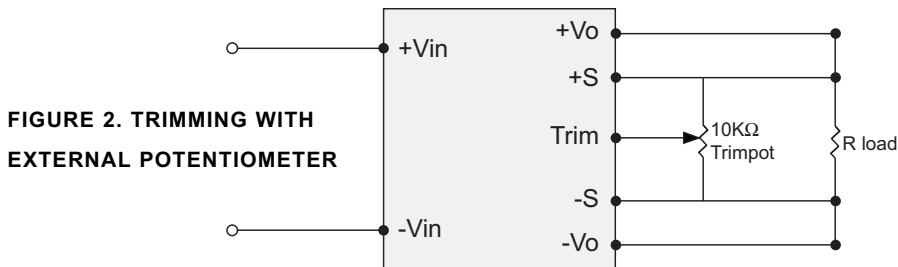 +Vo
+Vin
+S
FIGURE 2. TRIMMING WITH
EXTERNAL POTENTIOMETER
Trim
10KΩ
Trimpot
R load
-S
-Vin
-Vo